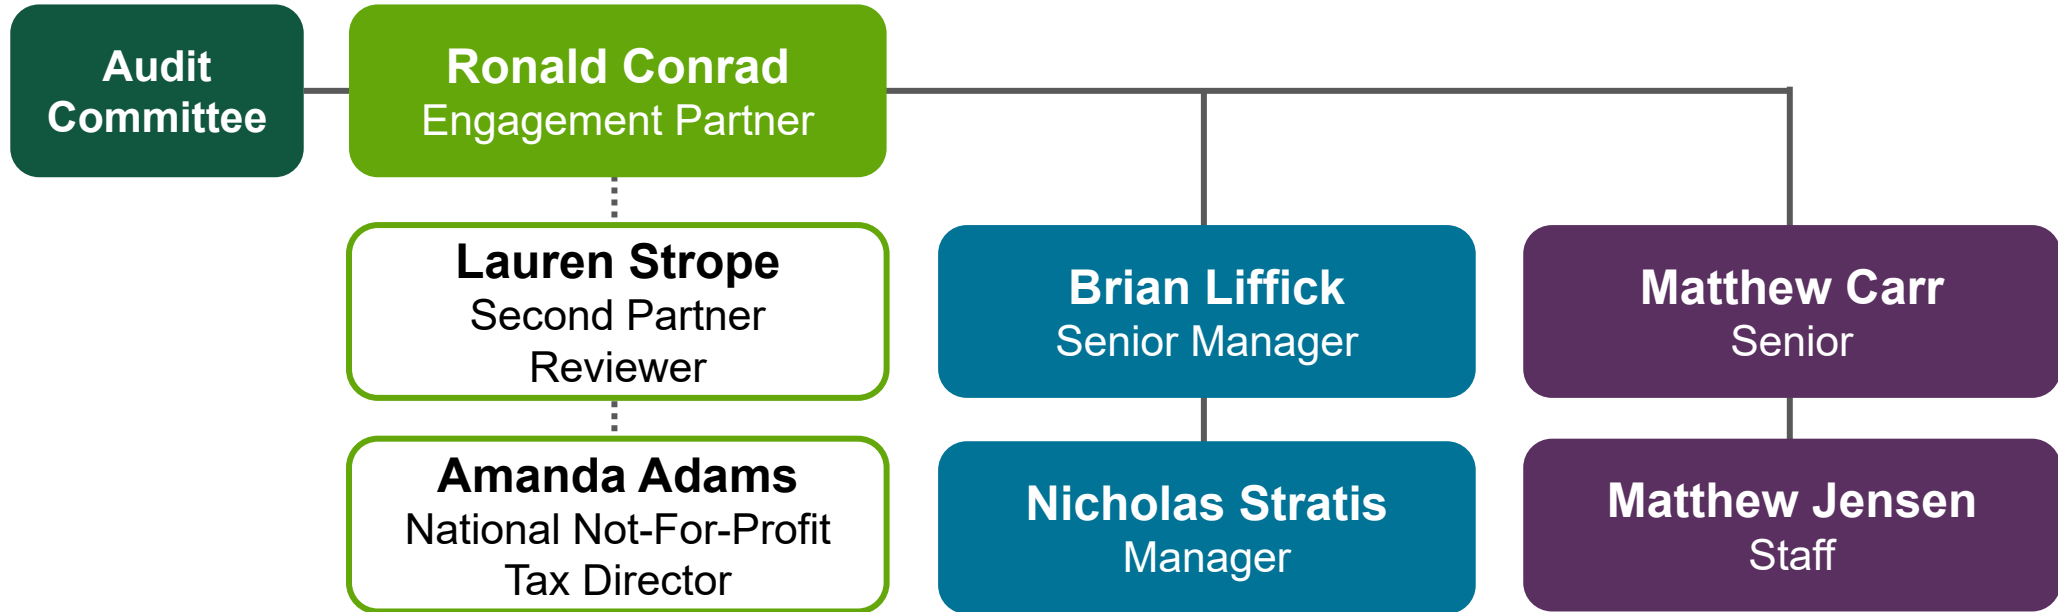 Audit
Committee
Ronald Conrad
Engagement Partner
Lauren Strope
Second Partner
Reviewer
Amanda Adams
National Not-For-Profit
Tax Director
Brian Liffick
Senior Manager
Nicholas Stratis
Manager
Matthew Carr
Senior
Matthew Jensen
Staff